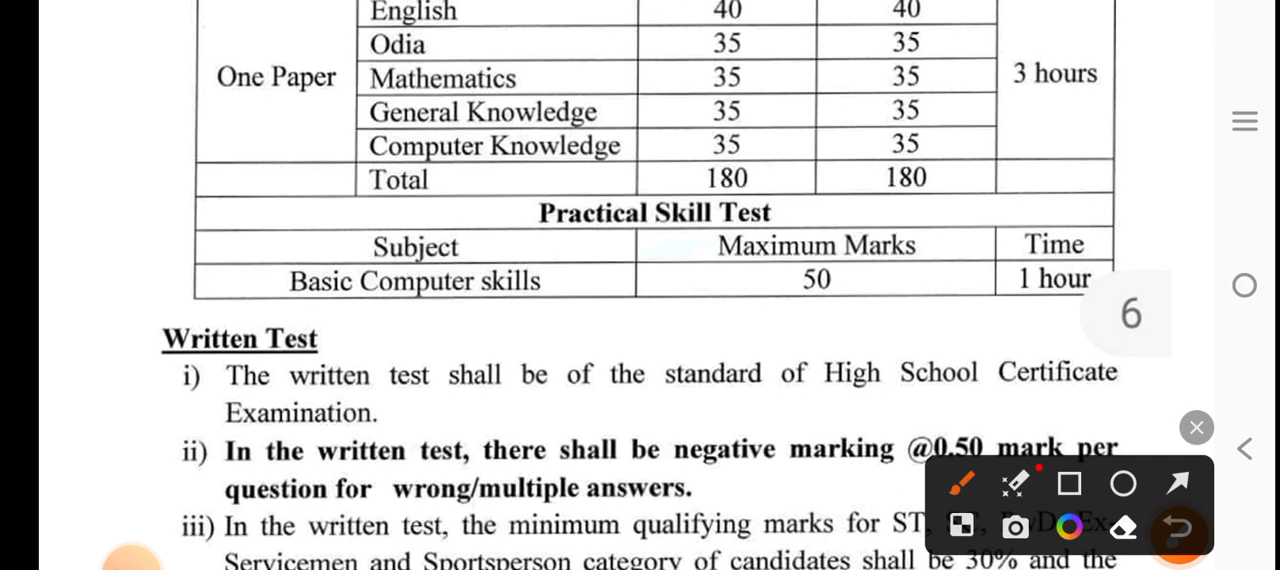 English 40 40
Odia 35 35
One Paper Mathematics 35 35 3 hours
General Knowledge 35 35
Computer Knowledge 35 35
Total 180 180
Practical Skill Test
Subject Maximum Marks Time
Basic Computer skills 50 1 hour
6
Written Test
i) The written test shall be of the standard of High School Certificate
Examination.
ii) In the written test, there shall be negative marking @0.50 mark per
question for wrong/multiple answers.
iii) In the written test, the minimum qualifying marks for ST, Ex-
Servicemen and Sportsperson category of candidates shall be 30% and the